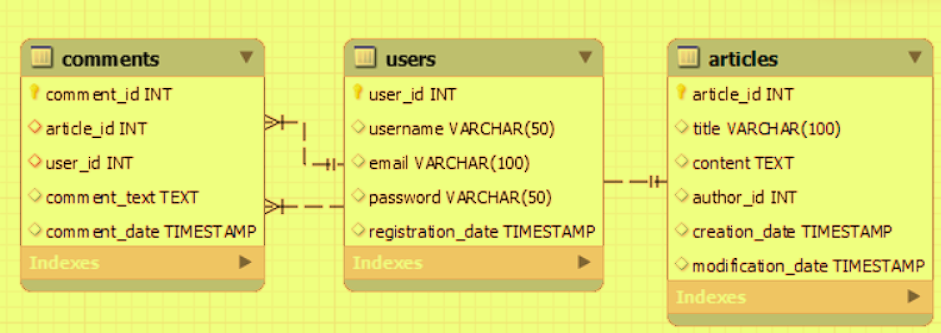 comments
comment_id INT
article_id INT
user_id INT
comment_text TEXT
comment_date TIMESTAMP
Indexes
users
user_id INT
username VARCHAR(50)
email VARCHAR(100)
password VARCHAR(50)
registration_date TIMESTAMP
Indexes
articles
article_id INT
title VARCHAR(100)
content TEXT
author_id INT
creation_date TIMESTAMP
modification_date TIMESTAMP
Indexes